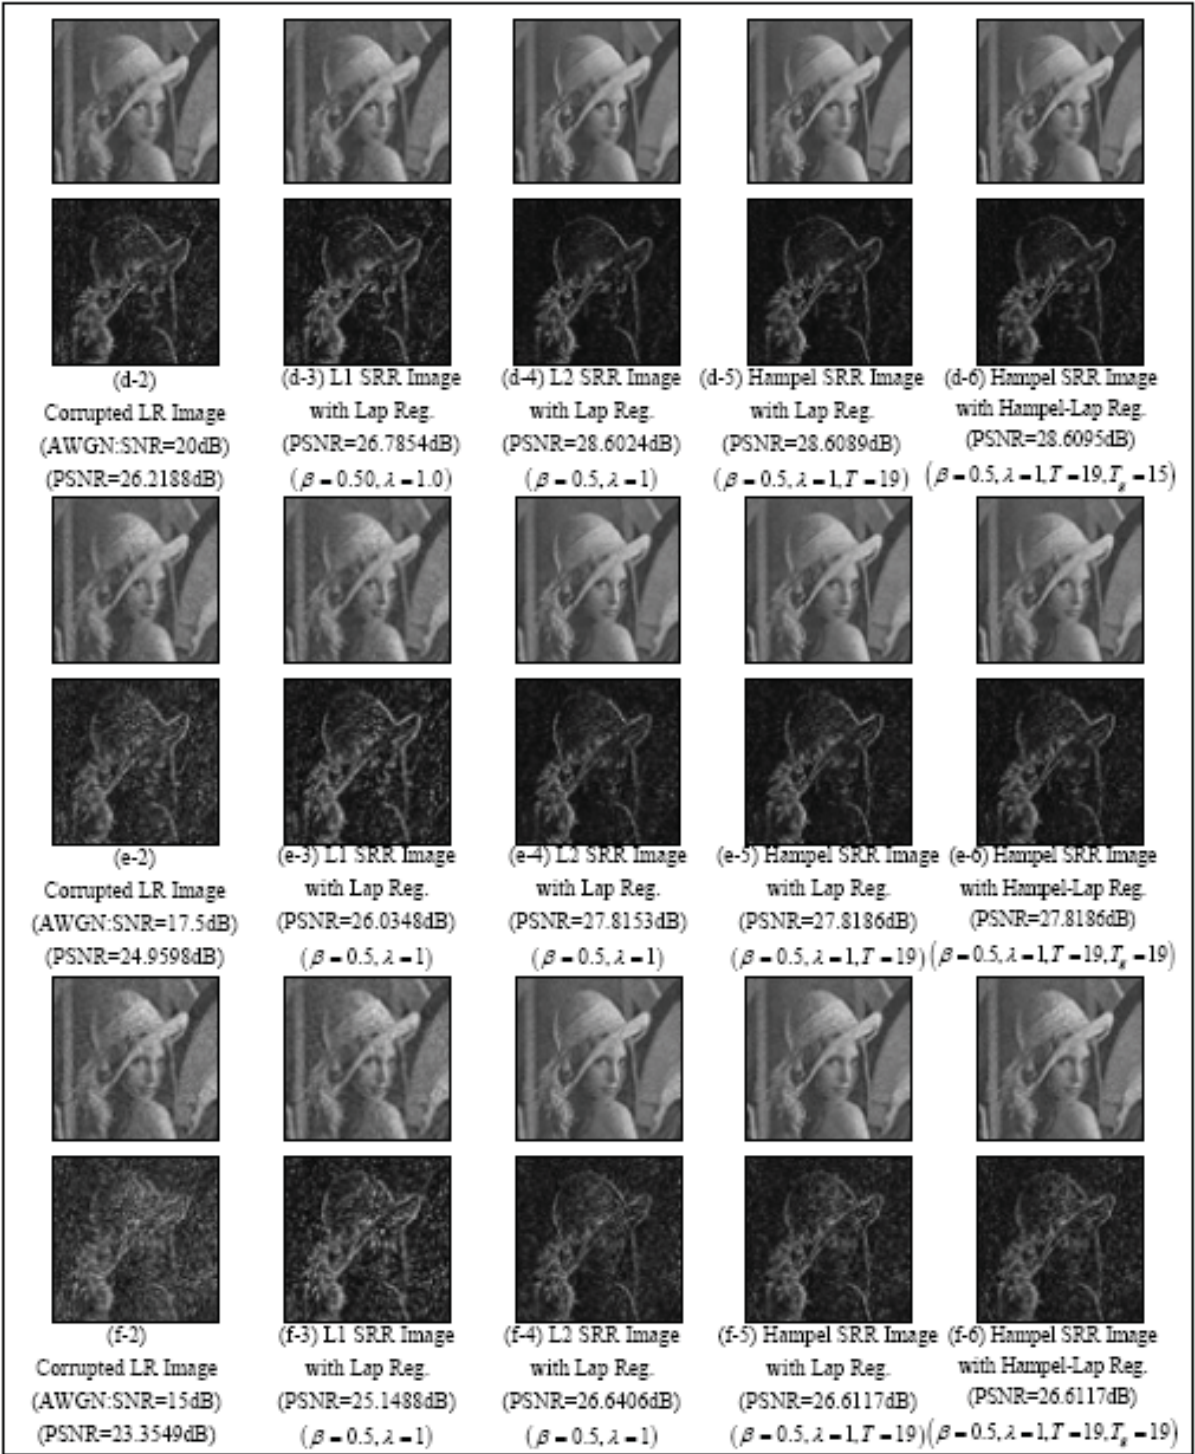 (d-2)
Corrupted LR Image
(AWGN:SNR=20dB)
(PSNR=26.2188dB)
(d-3) L1 SRR Image
with Lap Reg.
(PSNR=26.7854dB)
(β = 0.50, λ = 1.0)
(d-4) L2 SRR Image
with Lap Reg.
(PSNR=28.6024dB)
(β = 0.5, λ = 1)
(d-5) Hampel SRR Image
with Lap Reg.
(PSNR=28.6089dB)
(β = 0.5, λ = 1, T = 19)
(d-6) Hampel SRR Image
with Hampel-Lap Reg.
(PSNR=28.6095dB)
(β = 0.5, λ = 1, T = 19, T_g = 15)
(e-2)
Corrupted LR Image
(AWGN:SNR=17.5dB)
(PSNR=24.9598dB)
(e-3) L1 SRR Image
with Lap Reg.
(PSNR=26.0348dB)
(β = 0.5, λ = 1)
(e-4) L2 SRR Image
with Lap Reg.
(PSNR=27.8153dB)
(β = 0.5, λ = 1)
(e-5) Hampel SRR Image
with Lap Reg.
(PSNR=27.8186dB)
(β = 0.5, λ = 1, T = 19)
(e-6) Hampel SRR Image
with Hampel-Lap Reg.
(PSNR=27.8186dB)
(β = 0.5, λ = 1, T = 19, T_g = 19)
(f-2)
Corrupted LR Image
(AWGN:SNR=15dB)
(PSNR=23.3549dB)
(f-3) L1 SRR Image
with Lap Reg.
(PSNR=25.1488dB)
(β = 0.5, λ = 1)
(f-4) L2 SRR Image
with Lap Reg.
(PSNR=26.6406dB)
(β = 0.5, λ = 1)
(f-5) Hampel SRR Image
with Lap Reg.
(PSNR=26.6117dB)
(β = 0.5, λ = 1, T = 19)
(f-6) Hampel SRR Image
with Hampel-Lap Reg.
(PSNR=26.6117dB)
(β = 0.5, λ = 1, T = 19, T_g = 19)